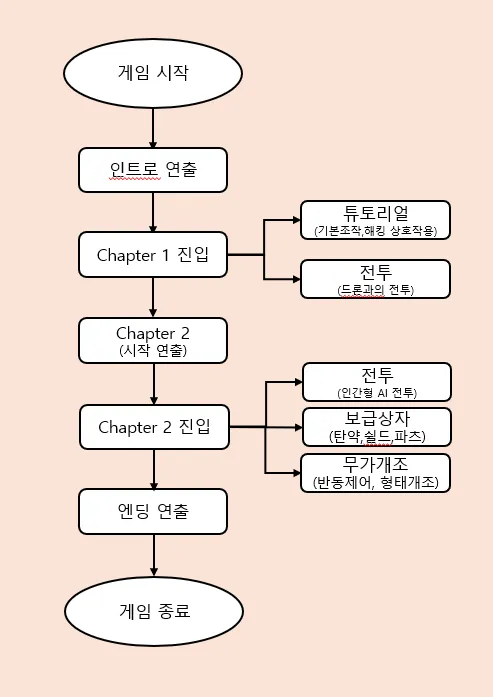 게임 시작
인트로 연출
Chapter 1 진입
튜토리얼
(기본조작,해킹 상호작용)
전투
(드론과의 전투)
Chapter 2
(시작 연출)
Chapter 2 진입
전투
(인간형 AI 전투)
보급상자
(탄약,쉴드,파츠)
무가개조
(반동제어, 형태개조)
엔딩 연출
게임 종료